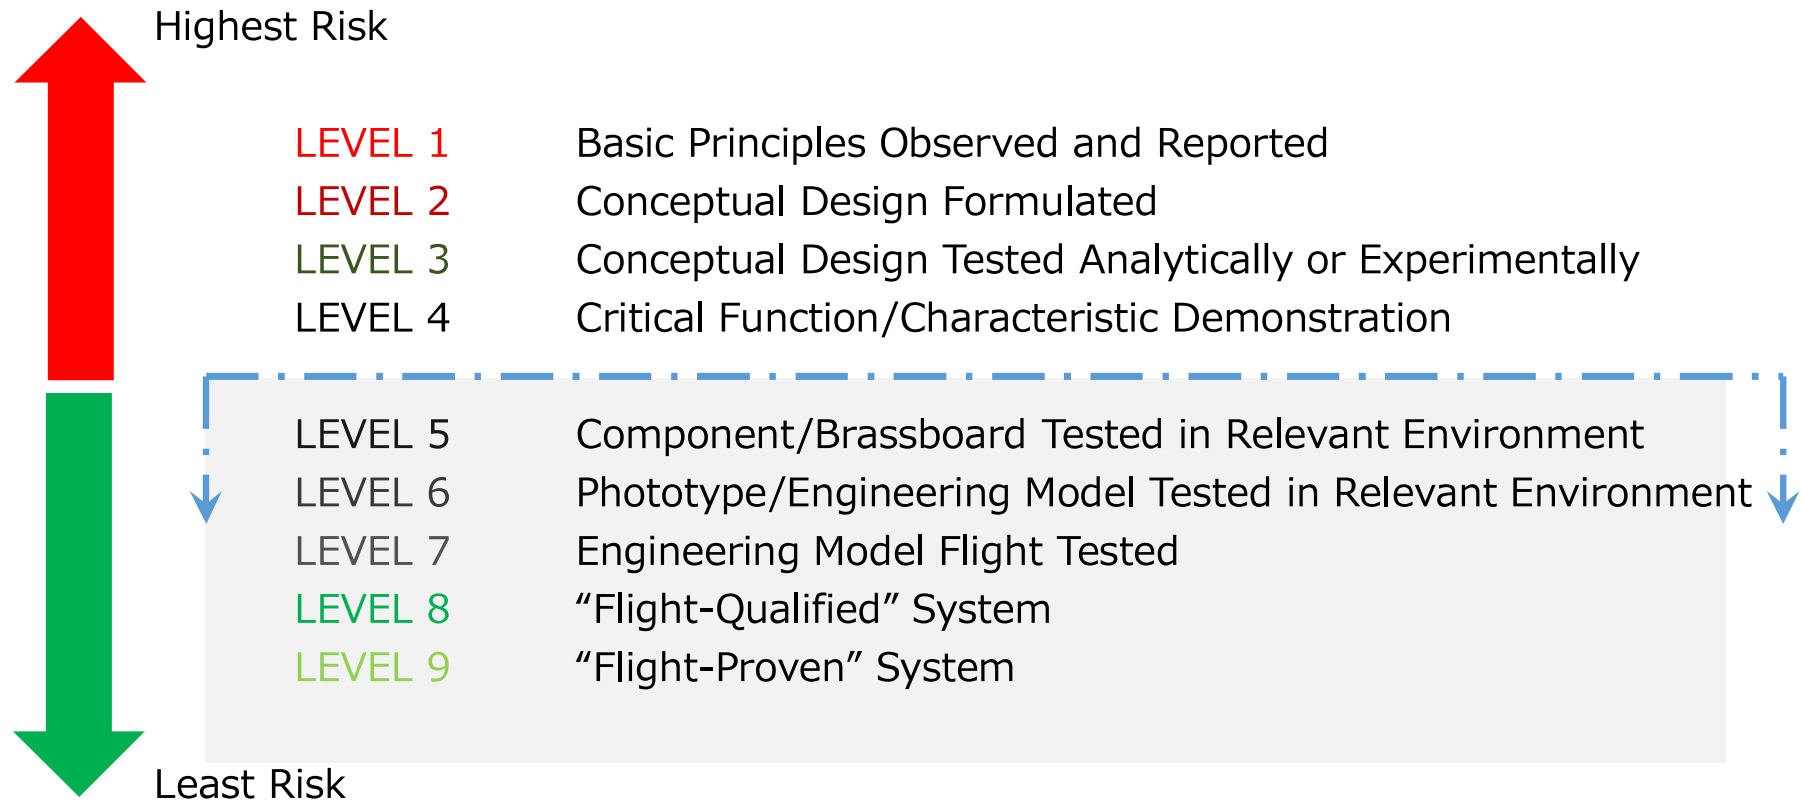 Highest Risk
LEVEL 1 Basic Principles Observed and Reported
LEVEL 2 Conceptual Design Formulated
LEVEL 3 Conceptual Design Tested Analytically or Experimentally
LEVEL 4 Critical Function/Characteristic Demonstration
LEVEL 5 Component/Brassboard Tested in Relevant Environment
LEVEL 6 Phototype/Engineering Model Tested in Relevant Environment
LEVEL 7 Engineering Model Flight Tested
LEVEL 8 “Flight-Qualified” System
LEVEL 9 “Flight-Proven” System
Least Risk